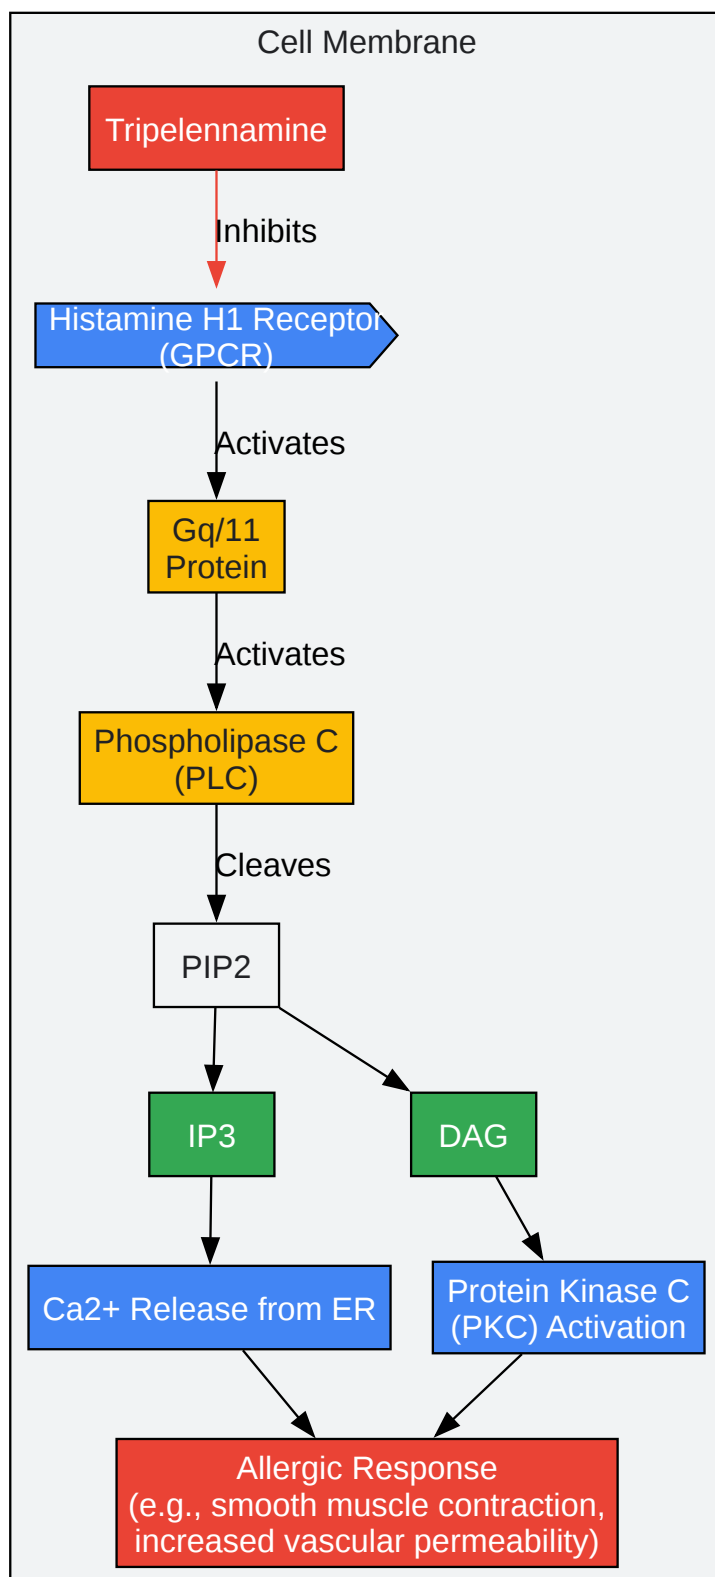 Cell Membrane
Tripelennamine
Inhibits
Histamine H1 Receptor
(GPCR)
Activates
Gq/11
Protein
Activates
Phospholipase C
(PLC)
Cleaves
PIP2
IP3
DAG
Ca2+ Release from ER
Protein Kinase C
(PKC) Activation
Allergic Response
(e.g., smooth muscle contraction,
increased vascular permeability)